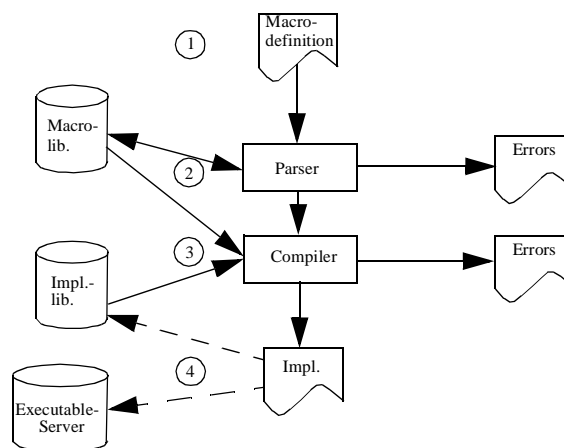 Macro-
definition
1
Macro-
lib.
2
Parser
Errors
3
Impl.-
lib.
Compiler
Errors
4
Impl.
Executable-
Server